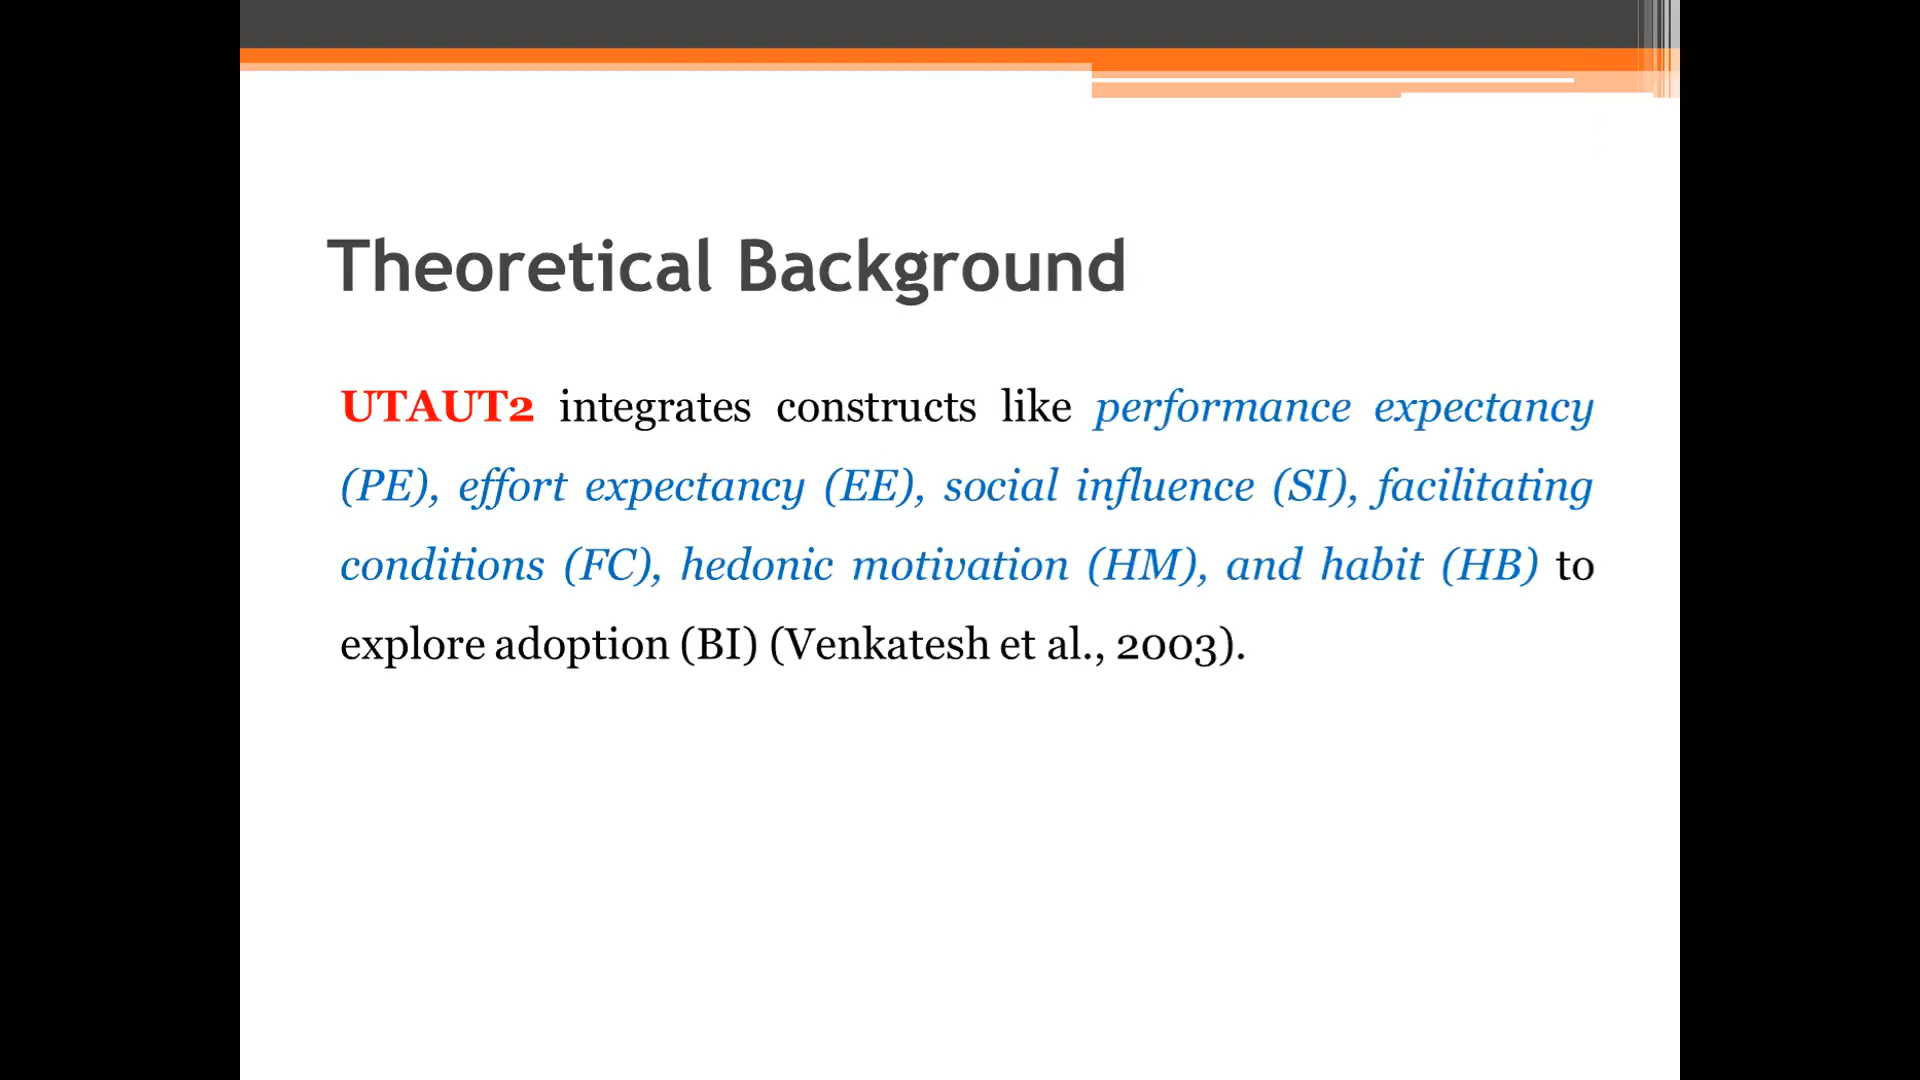 Theoretical Background
UTAUT2 integrates constructs like performance expectancy
(PE), effort expectancy (EE), social influence (SI), facilitating
conditions (FC), hedonic motivation (HM), and habit (HB) to
explore adoption (BI) (Venkatesh et al., 2003).